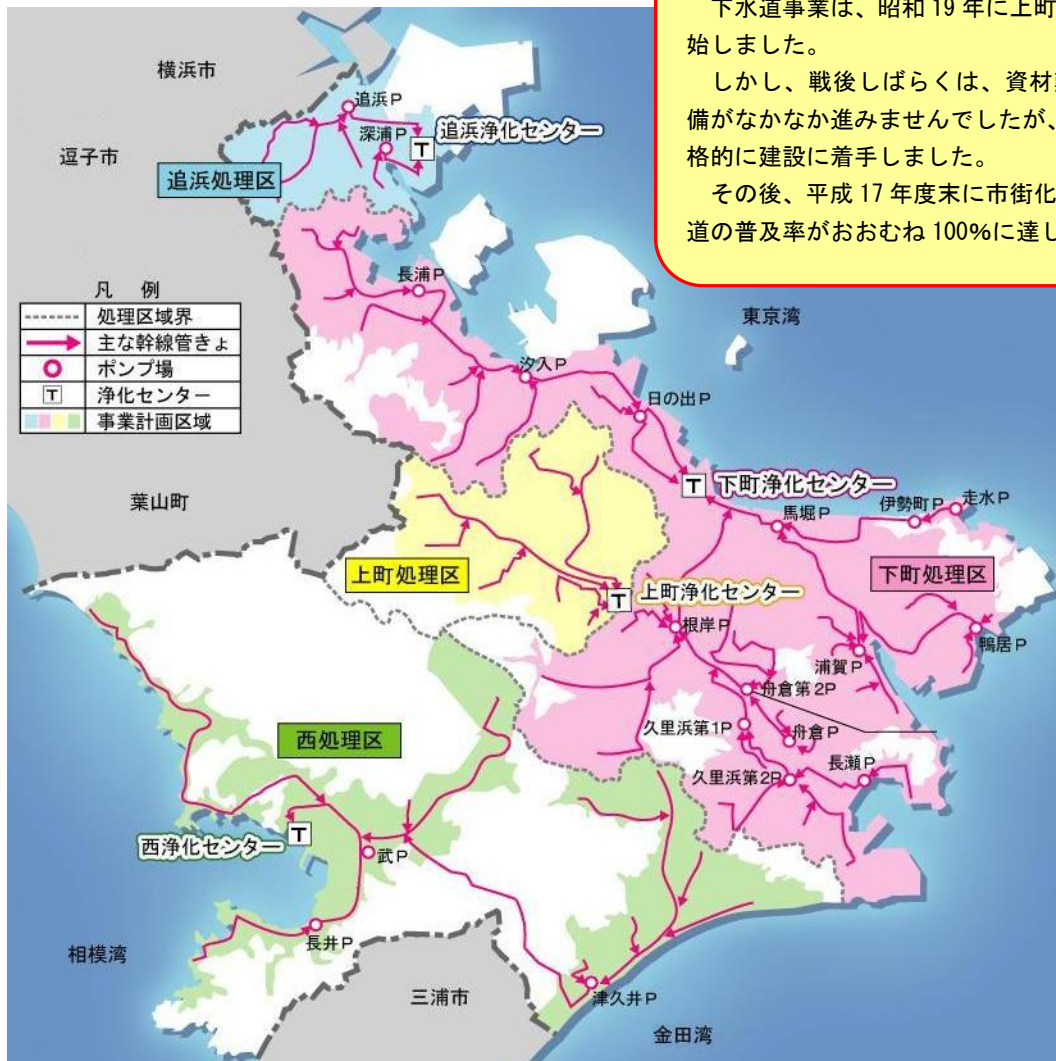 下水道事業は、昭和 19 年に上町
始しました。
しかし、戦後しばらくは、資材
備がなかなか進みませんでしたが、
格的に建設に着手しました。
その後、平成 17 年度末に市街化
道の普及率がおおむね 100%に達し
横浜市
追浜P
深浦P
追浜浄化センター
逗子市
追浜処理区
長浦P
凡 例
処理区域界
主な幹線管きょ
ポンプ場
浄化センター
事業計画区域
東京湾
汐入P
日の出P
下町浄化センター
葉山町
馬堀P
伊勢町P
走水P
上町処理区
下町処理区
上町浄化センター
根岸P
鴨居P
浦賀P
舟倉第2P
西処理区
久里浜第1P
舟倉P
久里浜第2P
長瀬P
西浄化センター
武P
長井P
相模湾
三浦市
津久井P
金田湾